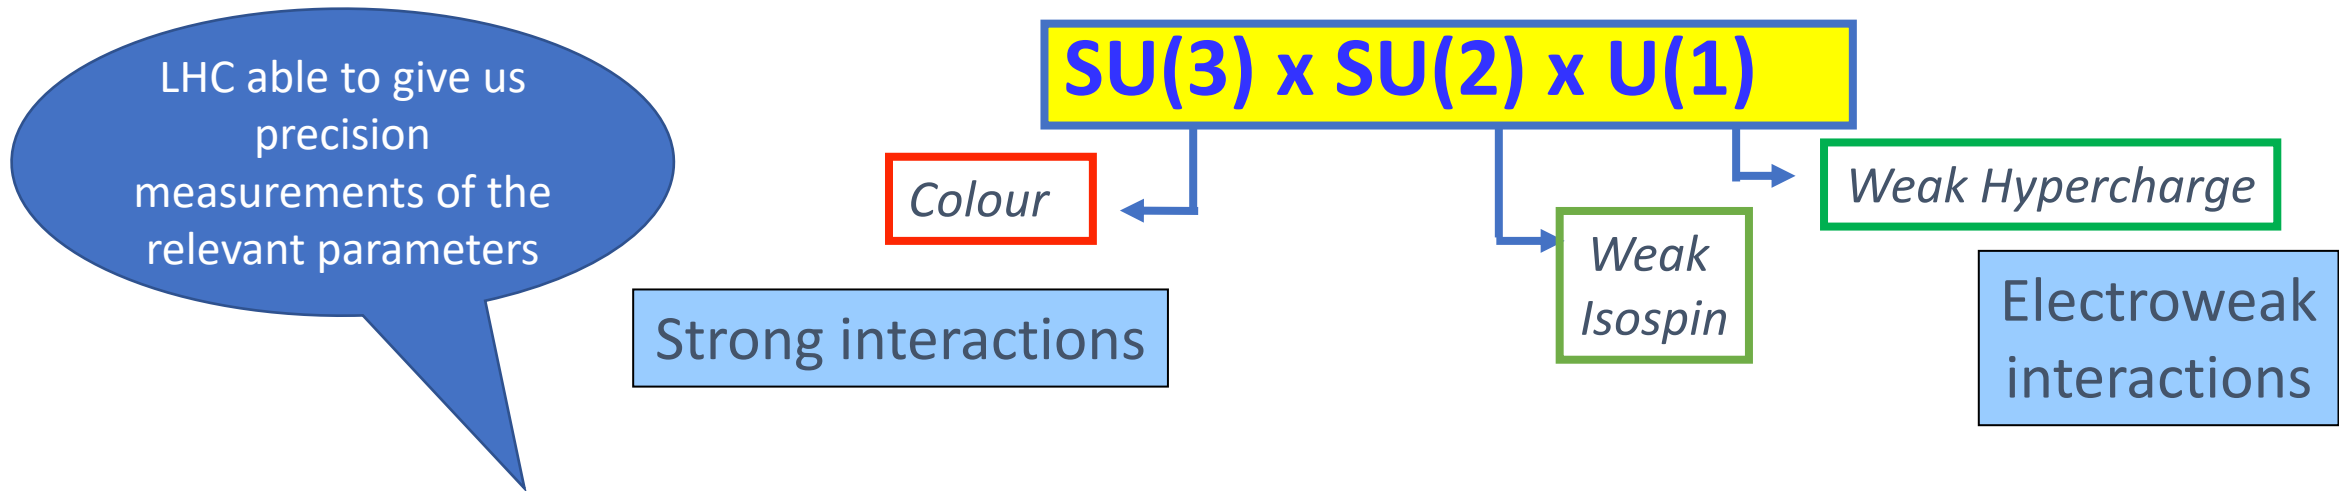 LHC able to give us
precision
measurements of the
relevant parameters
SU(3) x SU(2) x U(1)
Colour
Weak Hypercharge
Weak
Isospin
Strong interactions
Electroweak
interactions